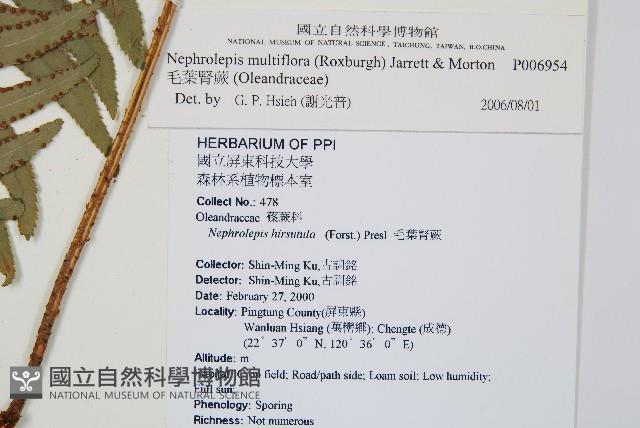 國立自然科學博物館
NATIONAL MUSEUM OF NATURAL SCIENCE, TAICHUNG, TAIWAN, R.O.CHINA
Nephrolepis multiflora (Roxburgh) Jarrett & Morton P006954
毛葉腎蕨 (Oleandraceae)
Det. by G. P. Hsieh (謝光普) 2006/08/01
HERBARIUM OF PPI
國立屏東科技大學
森林系植物標本室
Collect No.: 478
Oleandraceae 蓧蕨科
Nephrolepis hirsutula (Forst.) Presl 毛葉腎蕨
Collector: Shin-Ming Ku,古訓銘
Detector: Shin-Ming Ku,古訓銘
Date: February 27, 2000
Locality: Pingtung County(屏東縣)
Wanluan Hsiang (萬巒鄉); Chengte (成德)
(22° 37′ 0″ N, 120° 36′ 0″ E)
Altitude: m
field; Road/path side; Loam soil; Low humidity;
Full sun;
Phenology: Sporing
Richness: Not numerous
國立自然科學博物館
NATIONAL MUSEUM OF NATURAL SCIENCE